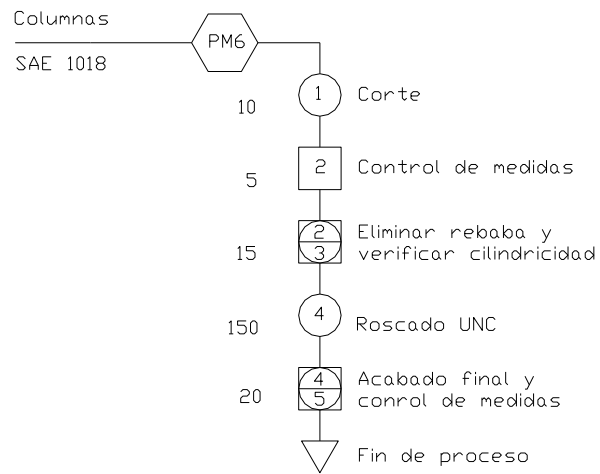 Columnas
PM6
SAE 1018
1
Corte
10
2
Control de medidas
5
2
Eliminar rebaba y
3
verificar cilindricidad
15
4
Roscado UNC
150
4
Acabado final y
5
conrol de medidas
20
Fin de proceso